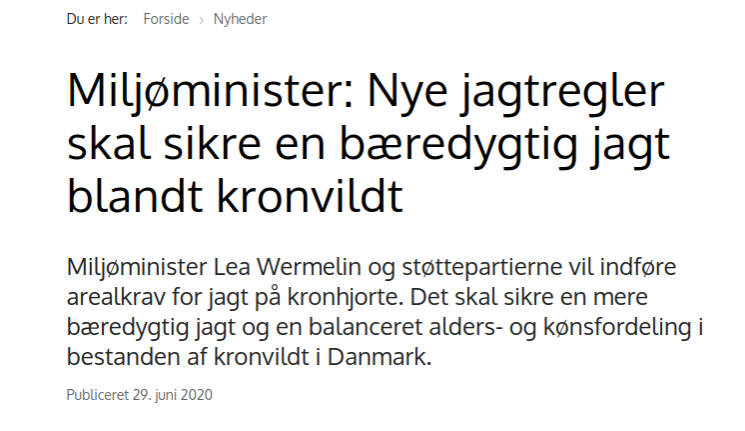 Du er her: Forside › Nyheder
Miljøminister: Nye jagtregler
skal sikre en bæredygtig jagt
blandt kronvildt
Miljøminister Lea Wermelin og støttepartierne vil indføre
arealkrav for jagt på kronhjorte. Det skal sikre en mere
bæredygtig jagt og en balanceret alders- og kønsfordeling i
bestanden af kronvildt i Danmark.
Publiceret 29. juni 2020